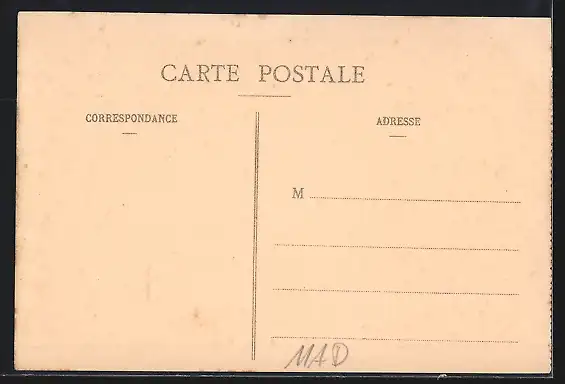 CARTE POSTALE
CORRESPONDANCE
ADRESSE
M
MAD